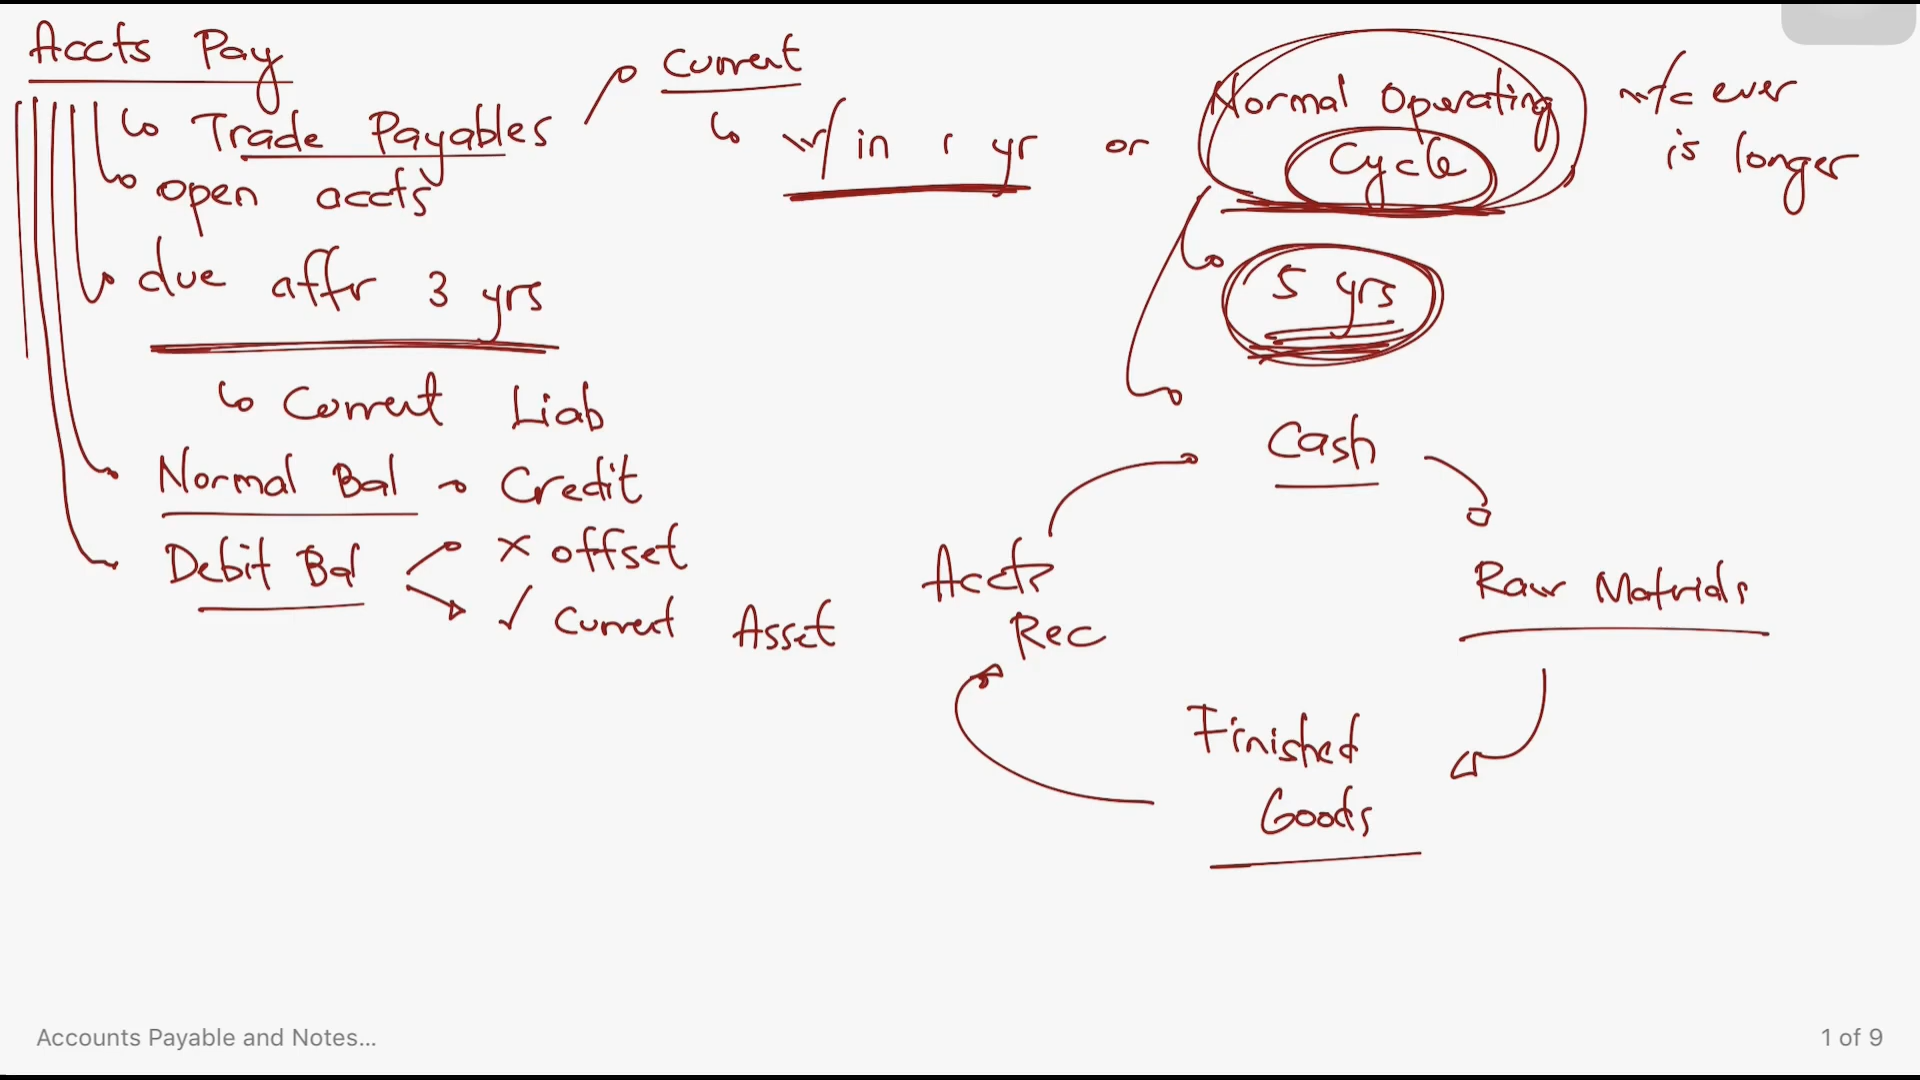 Accts Pay
Trade Payables
open accts
due after 3 yrs
Current Liab
Normal Bal → Credit
Debit Bal
× offset
✓ Current Asset
Current
w/in 1 yr or Normal Operating Cycle
w/c ever is longer
5 yrs
Cash
Raw Materials
Finished Goods
Accts Rec
Accounts Payable and Notes...
1 of 9